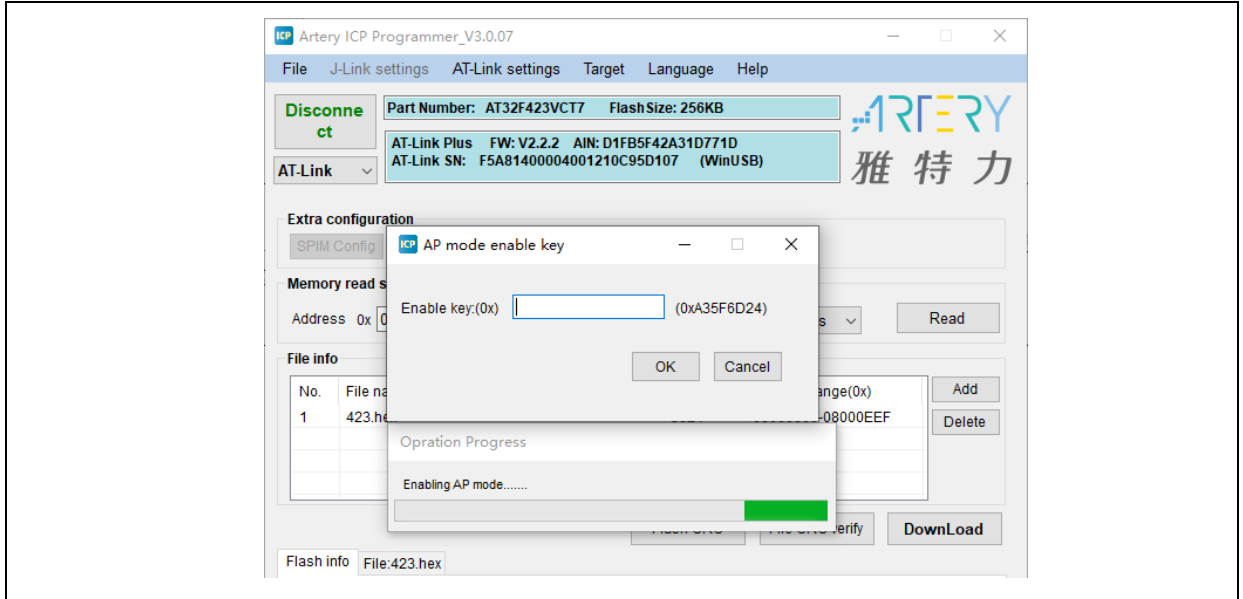 Artery ICP Programmer_V3.0.07
File J-Link settings AT-Link settings Target Language Help
Disconne
ct
Part Number: AT32F423VCT7 FlashSize: 256KB
AT-Link Plus FW: V2.2.2 AIN: D1FB5F42A31D771D
AT-Link SN: F5A81400004001210C95D107 (WinUSB)
AT-Link
ARTERY
雅特力
Extra configuration
SPIM Config
AP mode enable key
Memory read s
Enable key:(0x) (0xA35F6D24)
Address 0x 0
s
Read
File info
OK Cancel
No. File na
ange(0x)
Add
1 423.he
-08000EEF
Delete
Opration Progress
Enabling AP mode.......
erify
DownLoad
Flash info File:423.hex